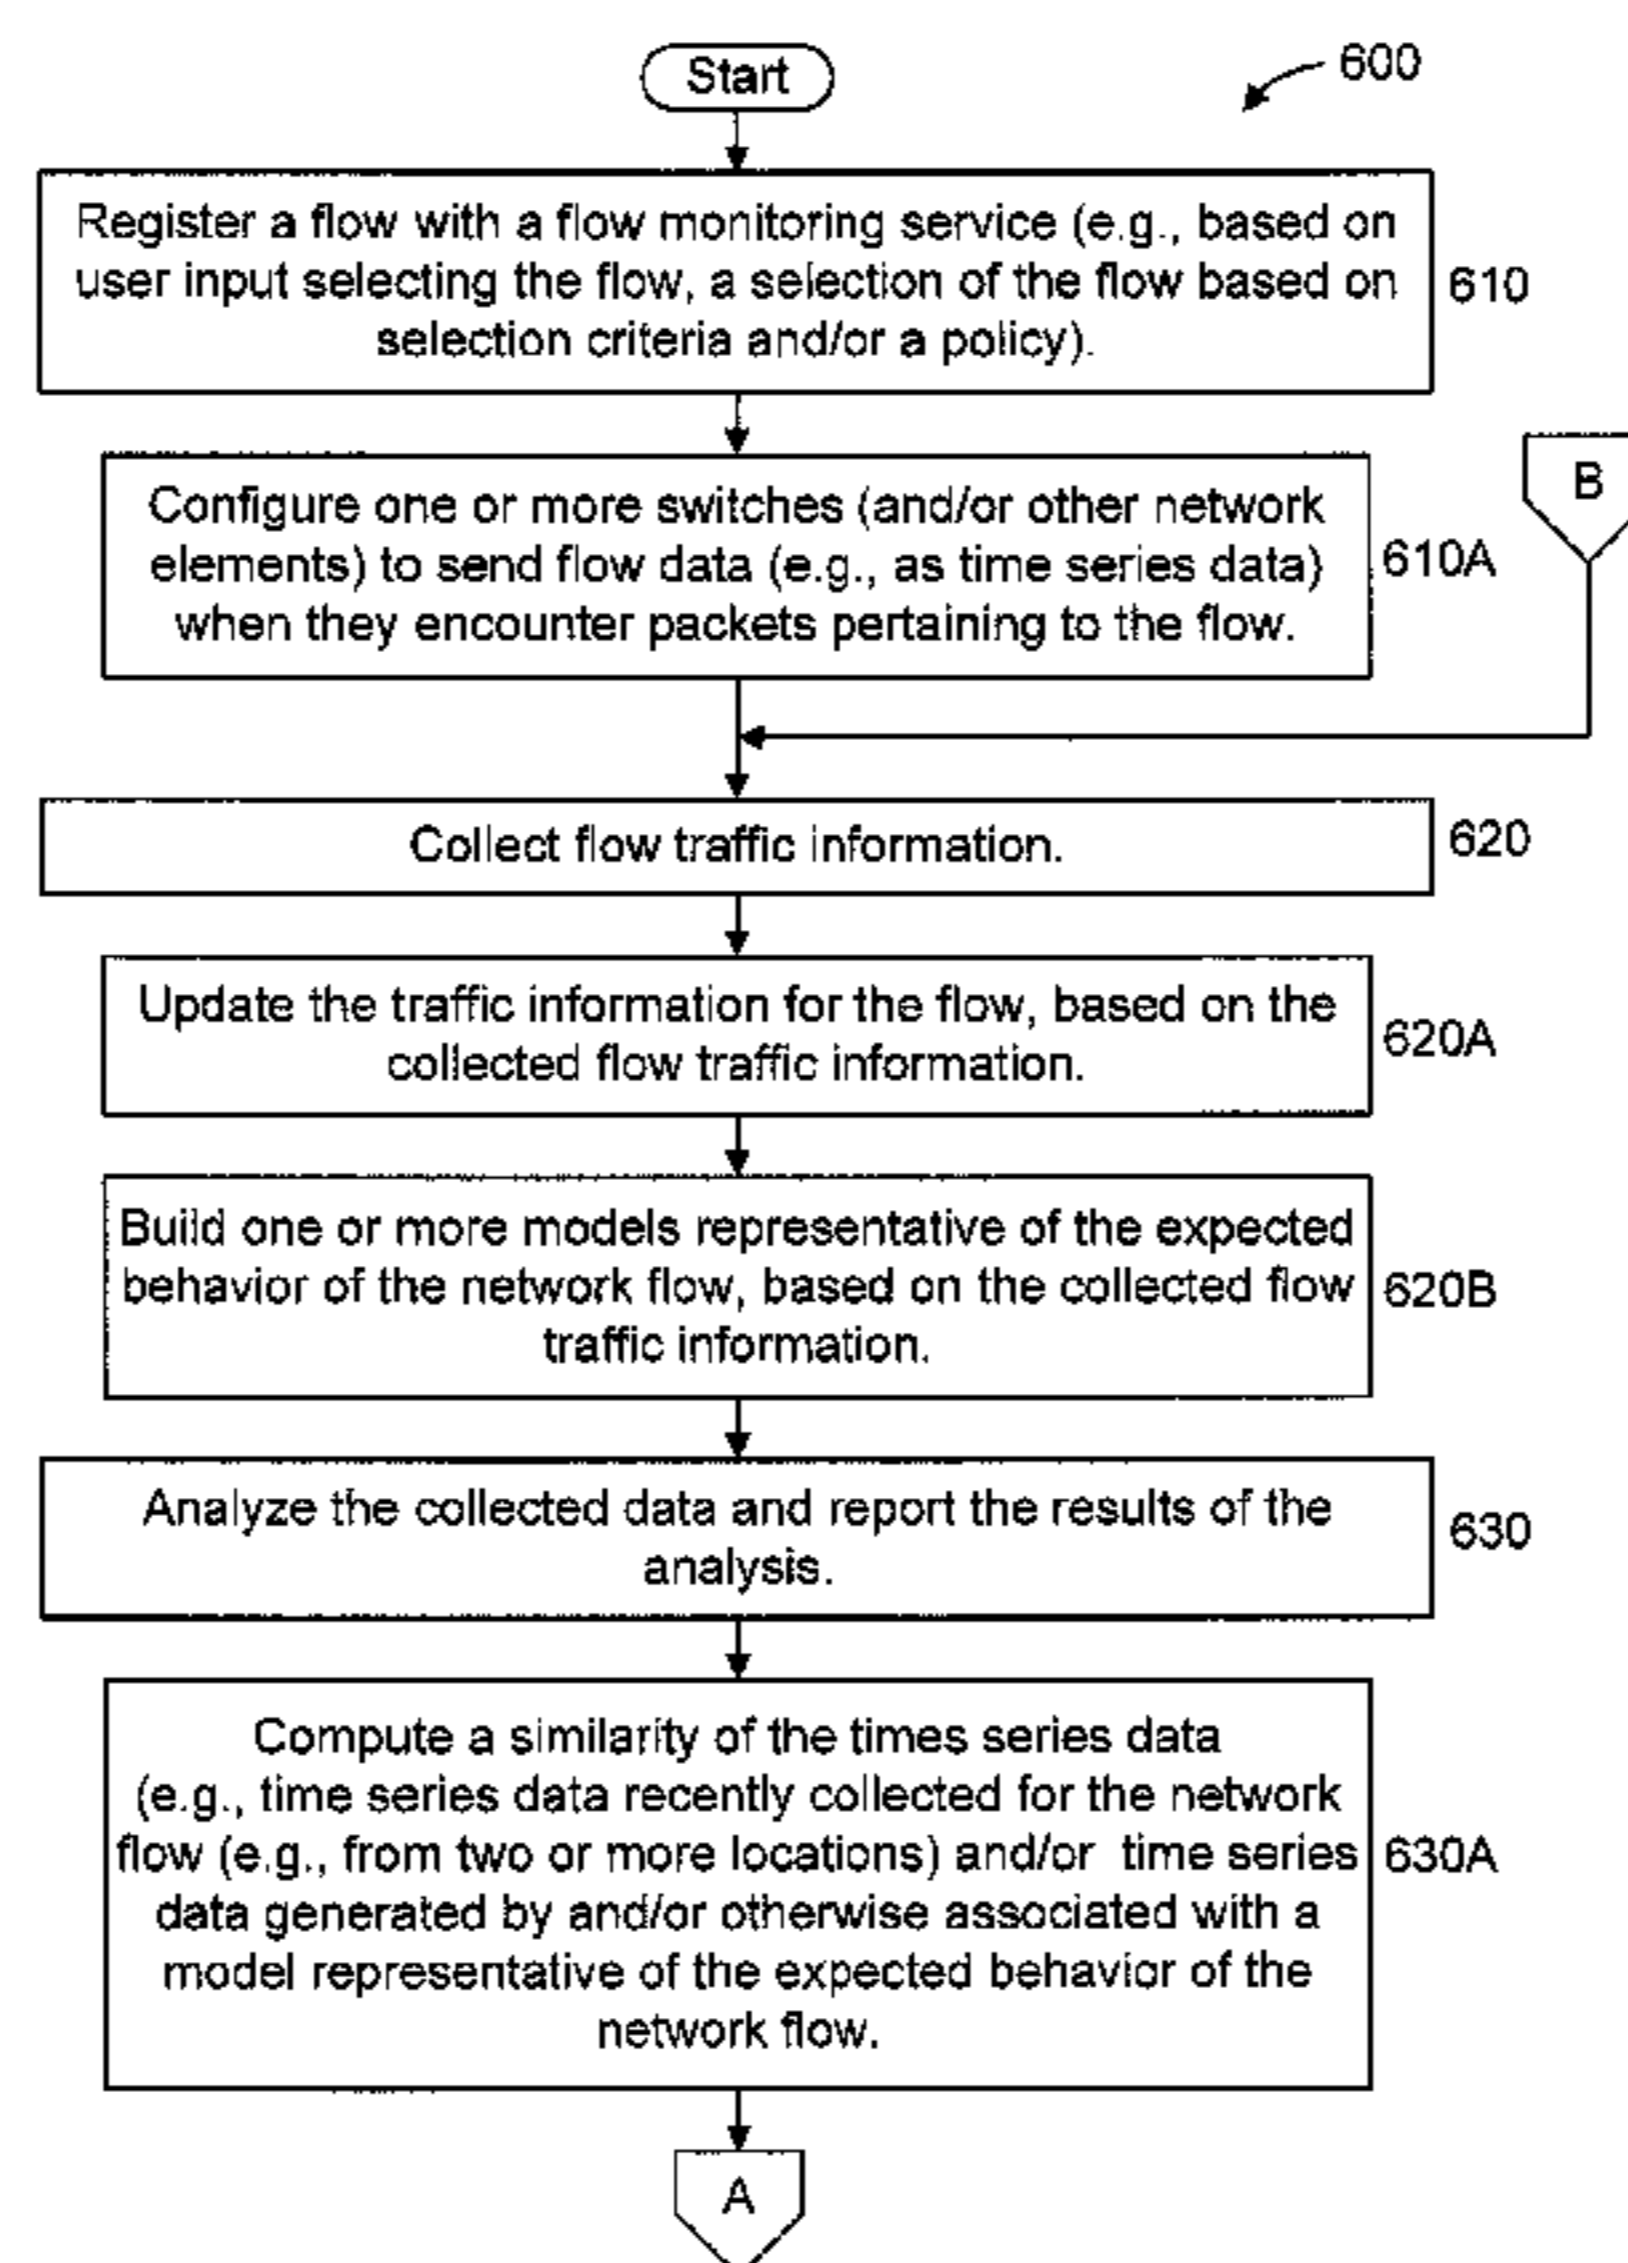 Start
600
Register a flow with a flow monitoring service (e.g., based on
user input selecting the flow, a selection of the flow based on
selection criteria and/or a policy).
610
Configure one or more switches (and/or other network
elements) to send flow data (e.g., as time series data)
when they encounter packets pertaining to the flow.
610A
B
Collect flow traffic information.
620
Update the traffic information for the flow, based on the
collected flow traffic information.
620A
Build one or more models representative of the expected
behavior of the network flow, based on the collected flow
traffic information.
620B
Analyze the collected data and report the results of the
analysis.
630
Compute a similarity of the times series data
(e.g., time series data recently collected for the network
flow (e.g., from two or more locations) and/or time series
data generated by and/or otherwise associated with a
model representative of the expected behavior of the
network flow.
630A
A